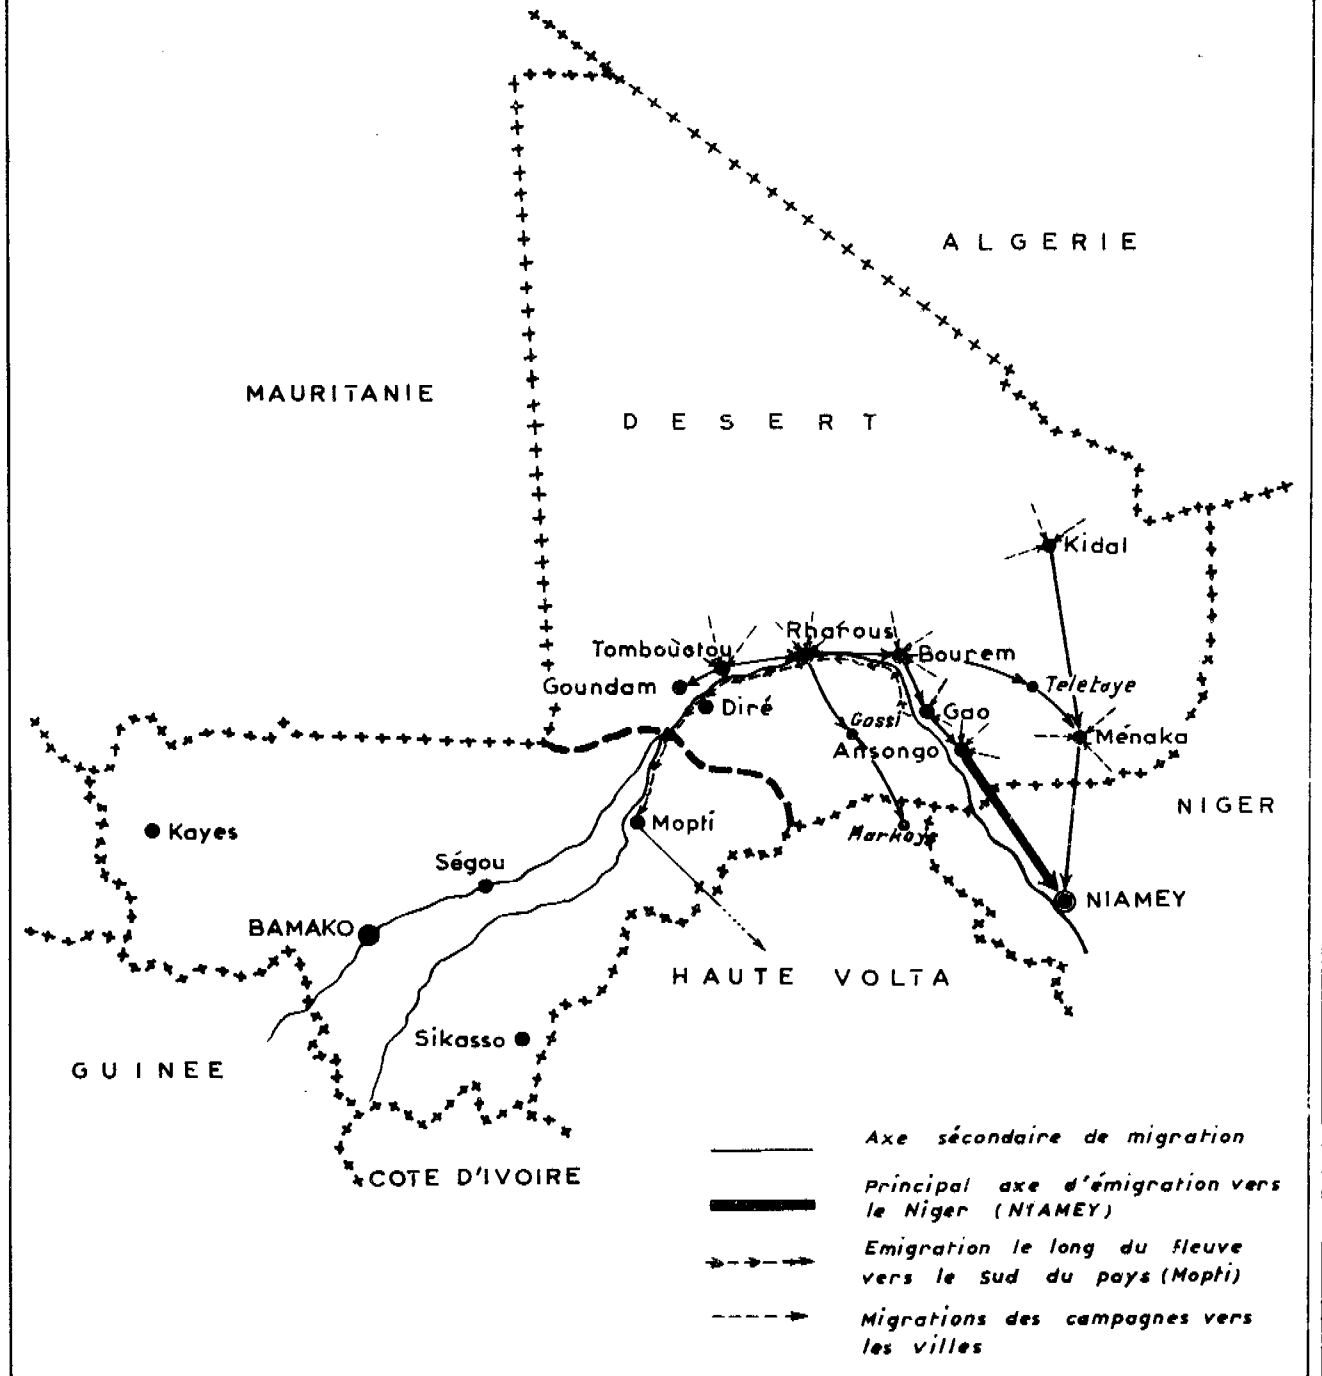 ALGERIE
MAURITANIE
DESERT
Kidal
Rharous
Tombouctou
Bourem
Goundam
Teletaye
Diré
Gao
Gossi
Ménaka
Ansongo
NIGER
Kayes
Mopti
Markoye
Ségou
NIAMEY
BAMAKO
HAUTE VOLTA
Sikasso
GUINEE
COTE D'IVOIRE
Axe sécondaire de migration
Principal axe d'émigration vers
le Niger (NIAMEY)
Emigration le long du fleuve
vers le Sud du pays (Mopti)
Migrations des campagnes vers
les villes